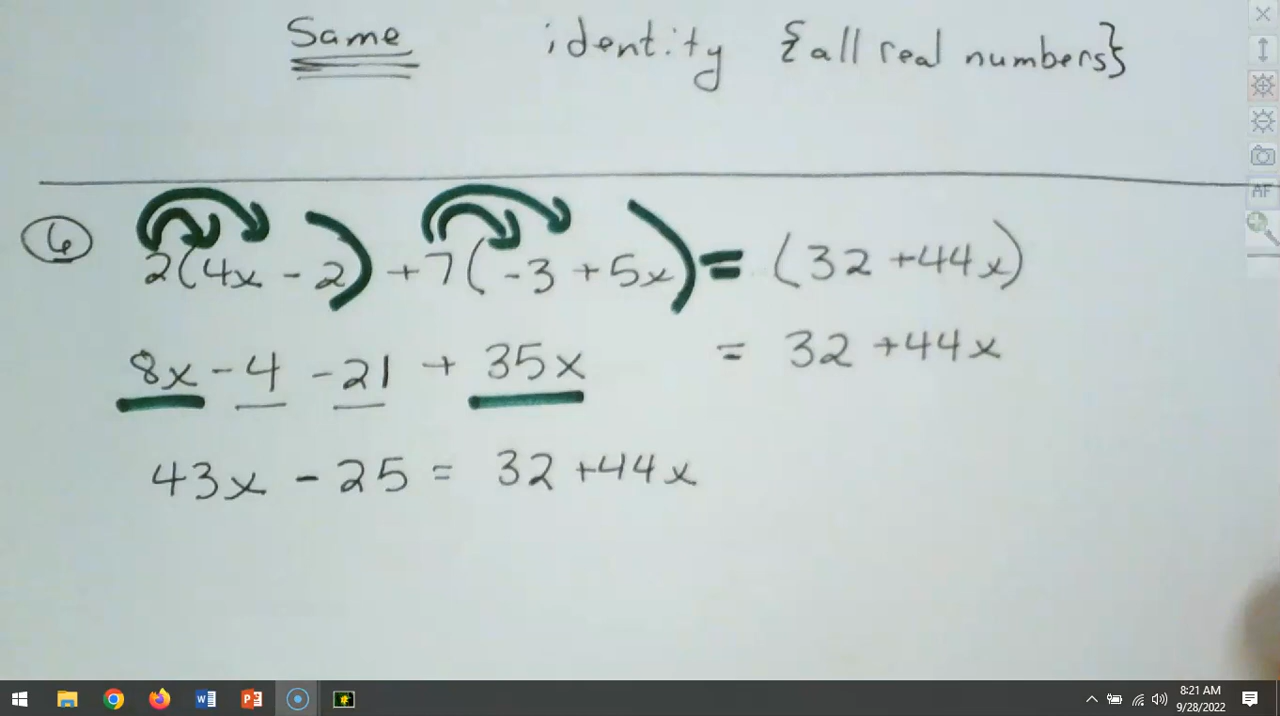 Same identity {all real numbers}
6 2(4x - 2) + 7(-3 + 5x) = (32 + 44x)
8x - 4 - 21 + 35x = 32 + 44x
43x - 25 = 32 + 44x
AF
8:21 AM
9/28/2022